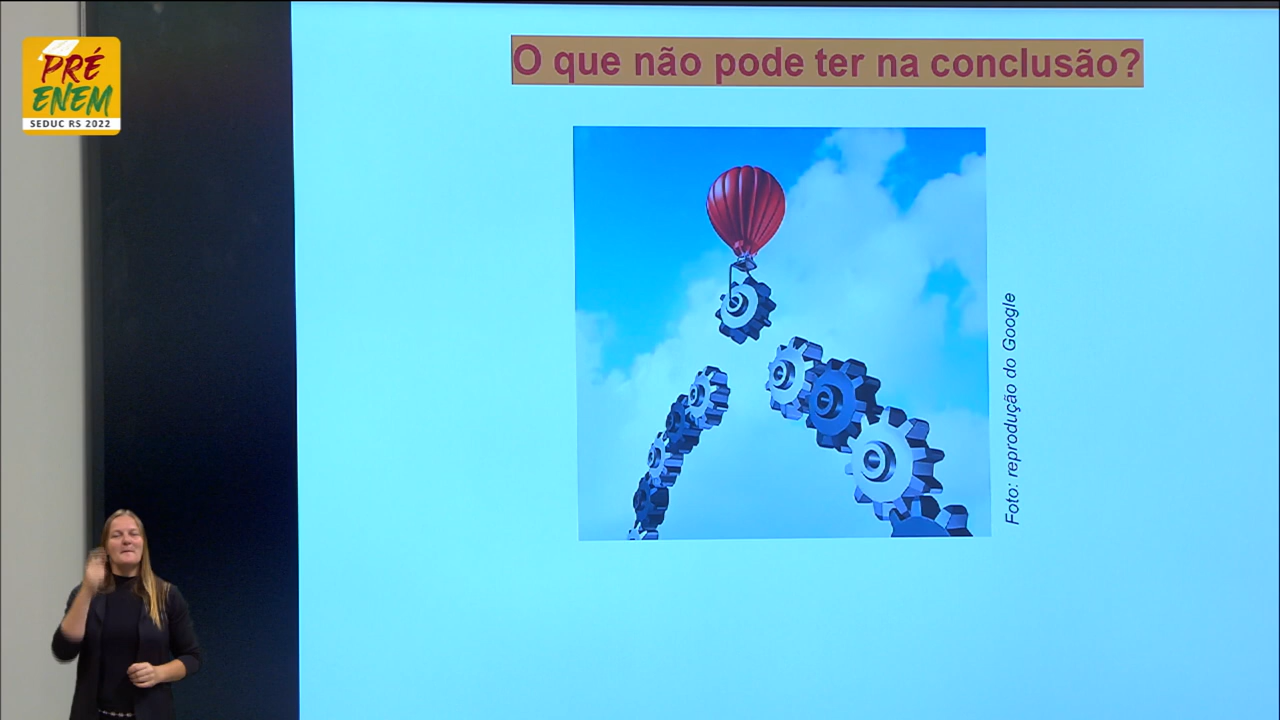 PRÉ
ENEM
SEDUC RS 2022
O que não pode ter na conclusão?
Foto: reprodução do Google